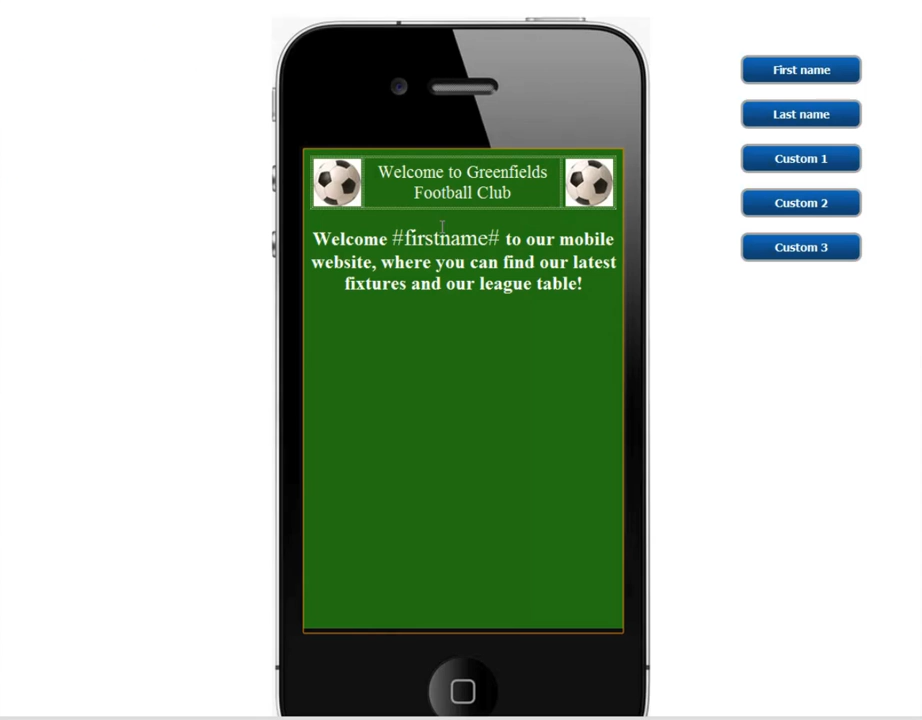 Welcome to Greenfields
Football Club
Welcome #firstname# to our mobile
website, where you can find our latest
fixtures and our league table!
First name
Last name
Custom 1
Custom 2
Custom 3